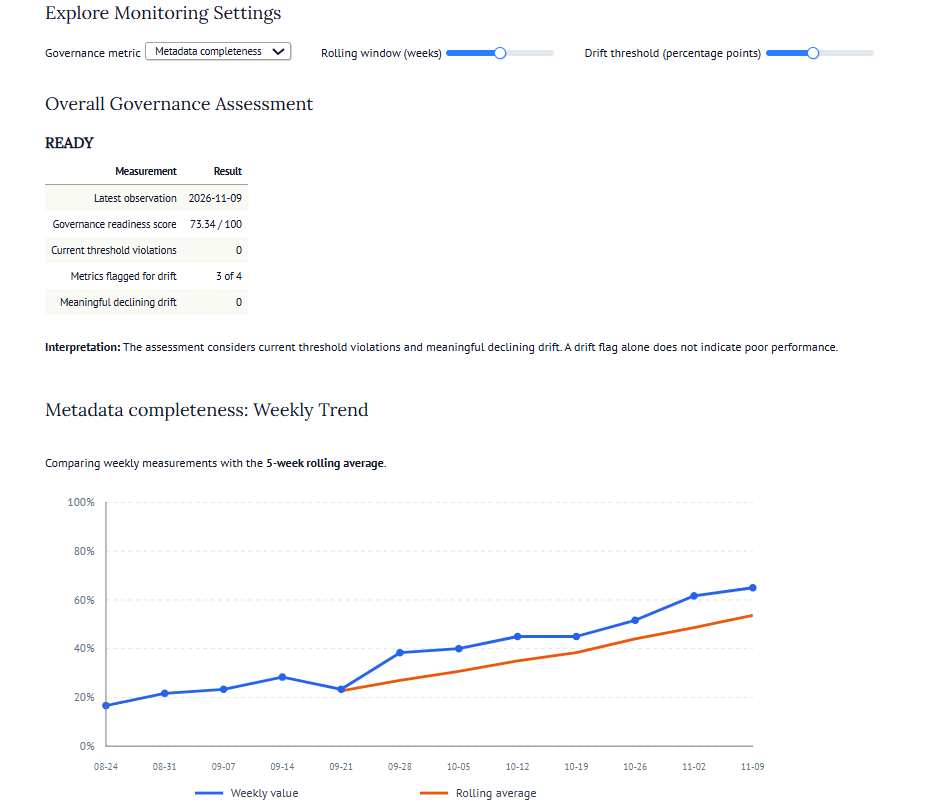 Explore Monitoring Settings
Governance metric Metadata completeness Rolling window (weeks) Drift threshold (percentage points)
Overall Governance Assessment
READY
Measurement Result
Latest observation 2026-11-09
Governance readiness score 73.34 / 100
Current threshold violations 0
Metrics flagged for drift 3 of 4
Meaningful declining drift 0
Interpretation: The assessment considers current threshold violations and meaningful declining drift. A drift flag alone does not indicate poor performance.
Metadata completeness: Weekly Trend
Comparing weekly measurements with the 5-week rolling average.
100%
80%
60%
40%
20%
0%
08-24 08-31 09-07 09-14 09-21 09-28 10-05 10-12 10-19 10-26 11-02 11-09
Weekly value Rolling average